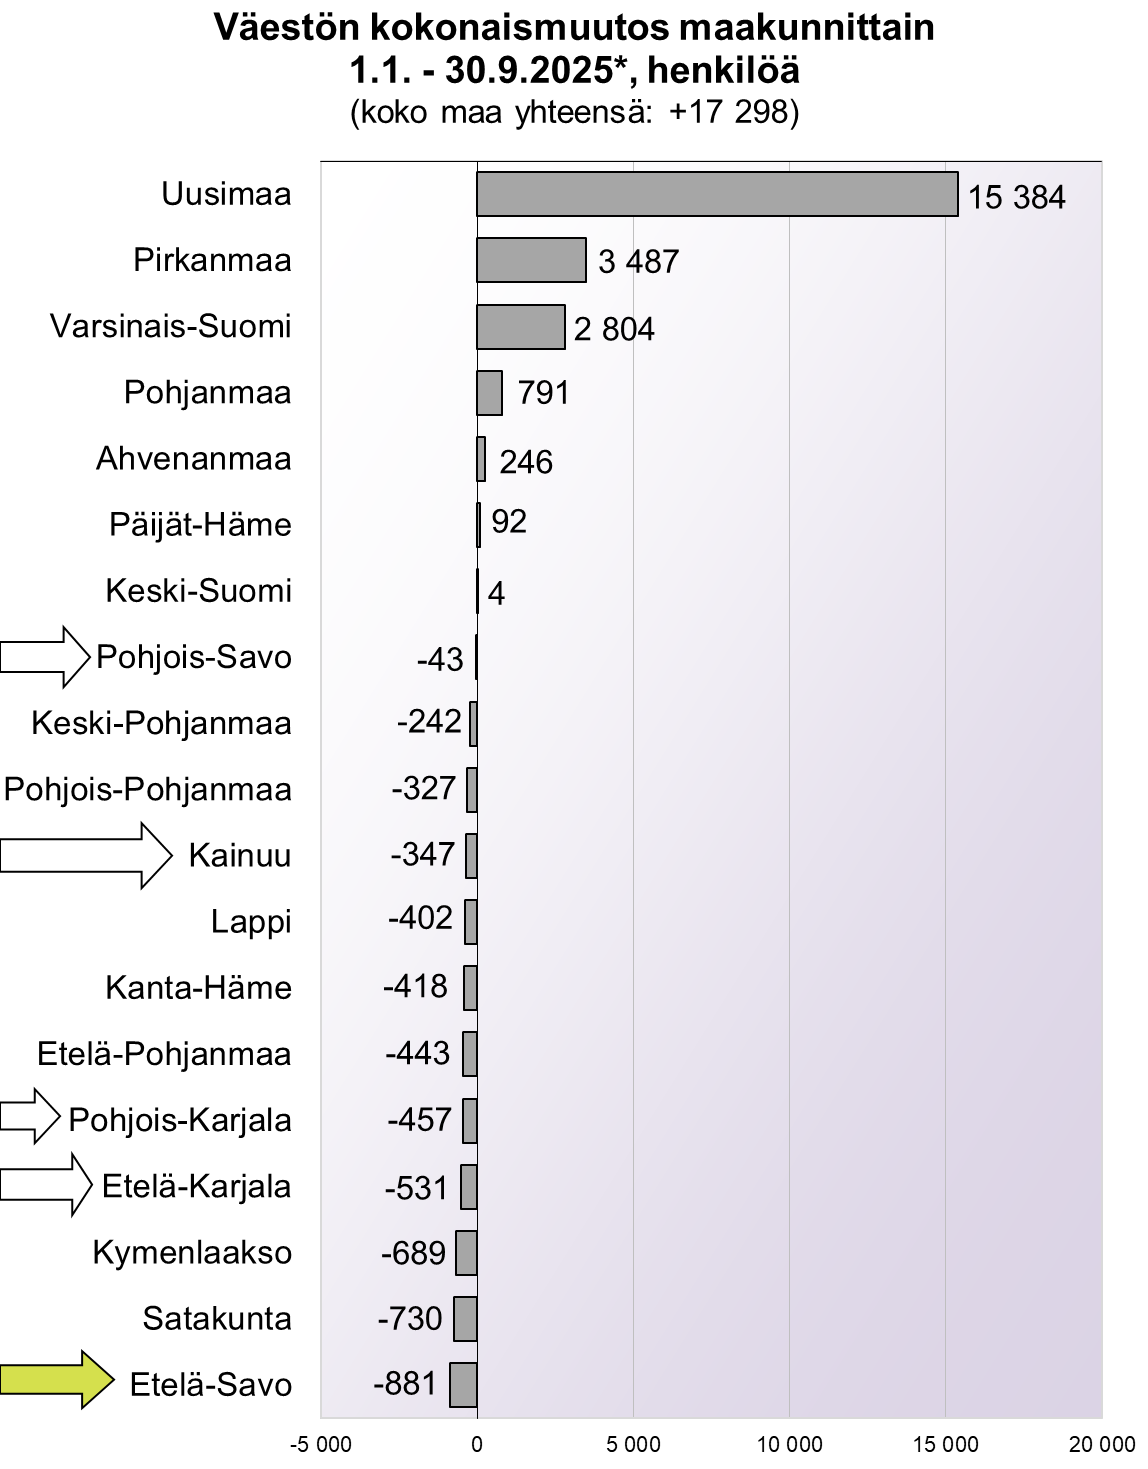 Väestön kokonaismuutos maakunnittain
1.1. - 30.9.2025*, henkilöä
(koko maa yhteensä: +17 298)
Uusimaa 15 384
Pirkanmaa 3 487
Varsinais-Suomi 2 804
Pohjanmaa 791
Ahvenanmaa 246
Päijät-Häme 92
Keski-Suomi 4
Pohjois-Savo -43
Keski-Pohjanmaa -242
Pohjois-Pohjanmaa -327
Kainuu -347
Lappi -402
Kanta-Häme -418
Etelä-Pohjanmaa -443
Pohjois-Karjala -457
Etelä-Karjala -531
Kymenlaakso -689
Satakunta -730
Etelä-Savo -881
-5 000 0 5 000 10 000 15 000 20 000